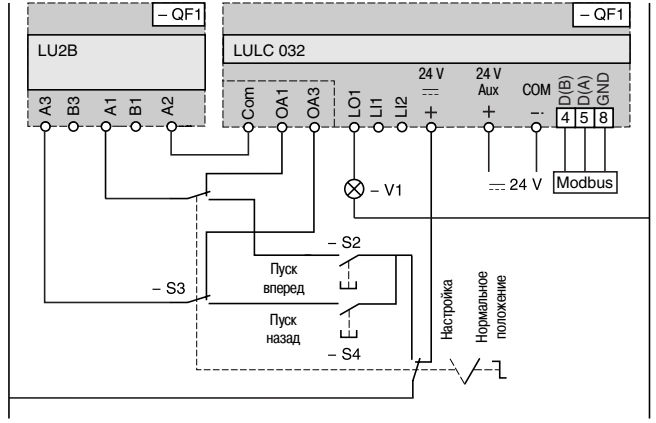 – QF1
– QF1
LU2B
LULC 032
24 V
24 V
Aux
COM
A3
B3
A1
B1
A2
Com
OA1
OA3
LO1
LI1
LI2
+
+
–
D(B)
D(A)
GND
4 5 8
– V1
24 V
Modbus
– S2
Пуск
вперед
– S3
Пуск
назад
– S4
Настройка
Нормальное
положение